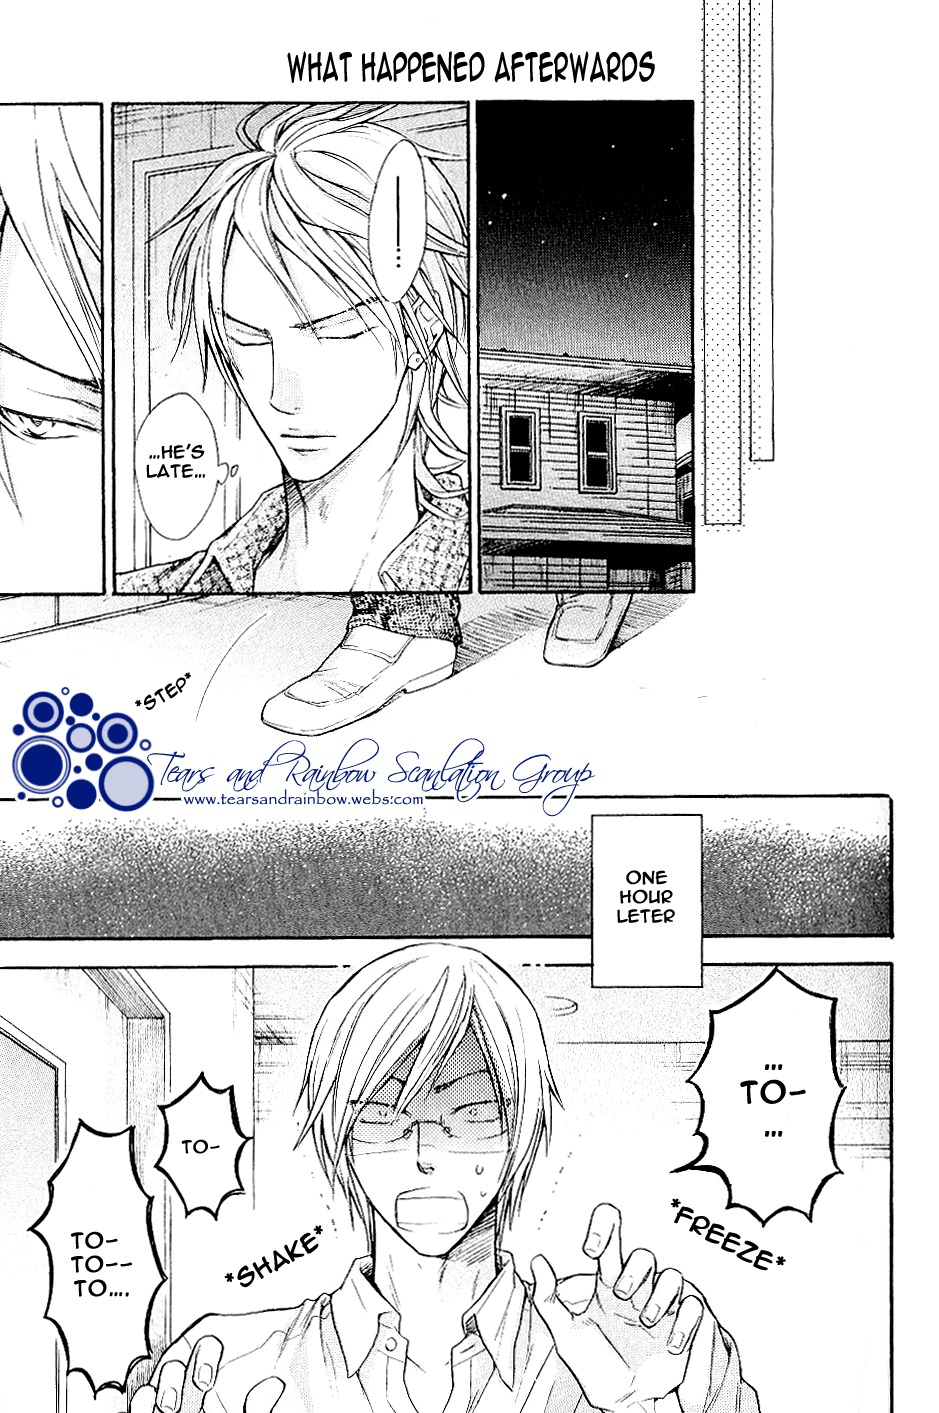 WHAT HAPPENED AFTERWARDS
...HE'S
LATE...
*STEP*
Tears and Rainbow Scanlation Group
www.tearsandrainbow.webs.com
ONE
HOUR
LETER
...
TO-
...
*FREEZE*
TO-
*SHAKE*
TO-
TO--
TO....